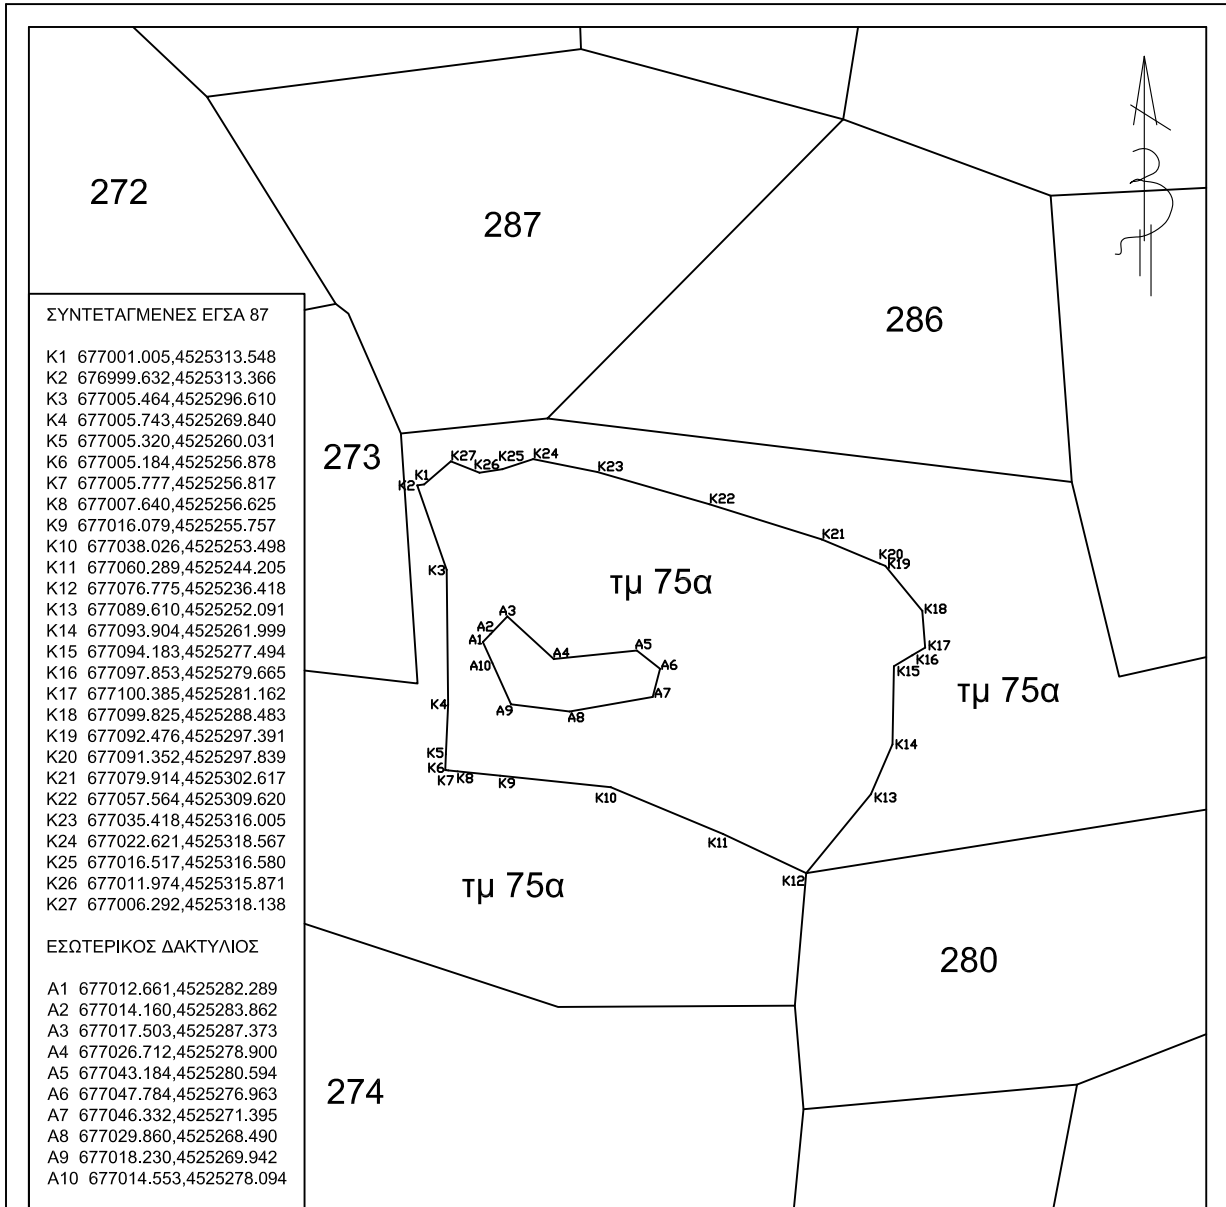 272
287
286
273
ΣΥΝΤΕΤΑΓΜΕΝΕΣ ΕΓΣΑ 87
K1 677001.005,4525313.548
K2 676999.632,4525313.366
K3 677005.464,4525296.610
K4 677005.743,4525269.840
K5 677005.320,4525260.031
K6 677005.184,4525256.878
K7 677005.777,4525256.817
K8 677007.640,4525256.625
K9 677016.079,4525255.757
K10 677038.026,4525253.498
K11 677060.289,4525244.205
K12 677076.775,4525236.418
K13 677089.610,4525252.091
K14 677093.904,4525261.999
K15 677094.183,4525277.494
K16 677097.853,4525279.665
K17 677100.385,4525281.162
K18 677099.825,4525288.483
K19 677092.476,4525297.391
K20 677091.352,4525297.839
K21 677079.914,4525302.617
K22 677057.564,4525309.620
K23 677035.418,4525316.005
K24 677022.621,4525318.567
K25 677016.517,4525316.580
K26 677011.974,4525315.871
K27 677006.292,4525318.138
ΕΣΩΤΕΡΙΚΟΣ ΔΑΚΤΥΛΙΟΣ
A1 677012.661,4525282.289
A2 677014.160,4525283.862
A3 677017.503,4525287.373
A4 677026.712,4525278.900
A5 677043.184,4525280.594
A6 677047.784,4525276.963
A7 677046.332,4525271.395
A8 677029.860,4525268.490
A9 677018.230,4525269.942
A10 677014.553,4525278.094
K27
K26
K25
K24
K23
K1
K2
K22
K21
K20
K19
K3
τμ 75α
K18
K17
K16
K15
A3
A2
A1
A10
A4
A5
A6
A7
A8
A9
τμ 75α
K4
K14
K5
K6
K7
K8
K9
K10
K13
K11
K12
τμ 75α
280
274